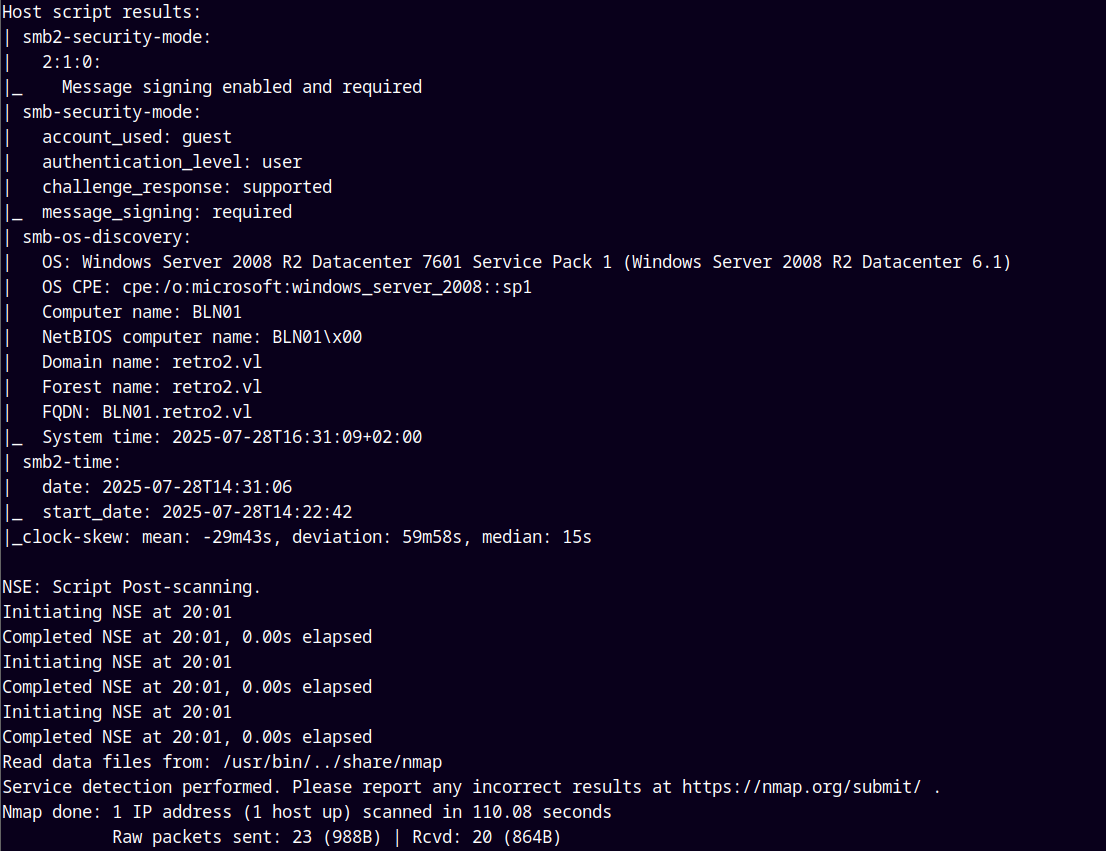 Host script results:
| smb2-security-mode:
|   2:1:0:
|_    Message signing enabled and required
| smb-security-mode:
|   account_used: guest
|   authentication_level: user
|   challenge_response: supported
|_  message_signing: required
| smb-os-discovery:
|   OS: Windows Server 2008 R2 Datacenter 7601 Service Pack 1 (Windows Server 2008 R2 Datacenter 6.1)
|   OS CPE: cpe:/o:microsoft:windows_server_2008::sp1
|   Computer name: BLN01
|   NetBIOS computer name: BLN01\x00
|   Domain name: retro2.vl
|   Forest name: retro2.vl
|   FQDN: BLN01.retro2.vl
|_  System time: 2025-07-28T16:31:09+02:00
| smb2-time:
|   date: 2025-07-28T14:31:06
|_  start_date: 2025-07-28T14:22:42
|_clock-skew: mean: -29m43s, deviation: 59m58s, median: 15s

NSE: Script Post-scanning.
Initiating NSE at 20:01
Completed NSE at 20:01, 0.00s elapsed
Initiating NSE at 20:01
Completed NSE at 20:01, 0.00s elapsed
Initiating NSE at 20:01
Completed NSE at 20:01, 0.00s elapsed
Read data files from: /usr/bin/../share/nmap
Service detection performed. Please report any incorrect results at https://nmap.org/submit/ .
Nmap done: 1 IP address (1 host up) scanned in 110.08 seconds
           Raw packets sent: 23 (988B) | Rcvd: 20 (864B)